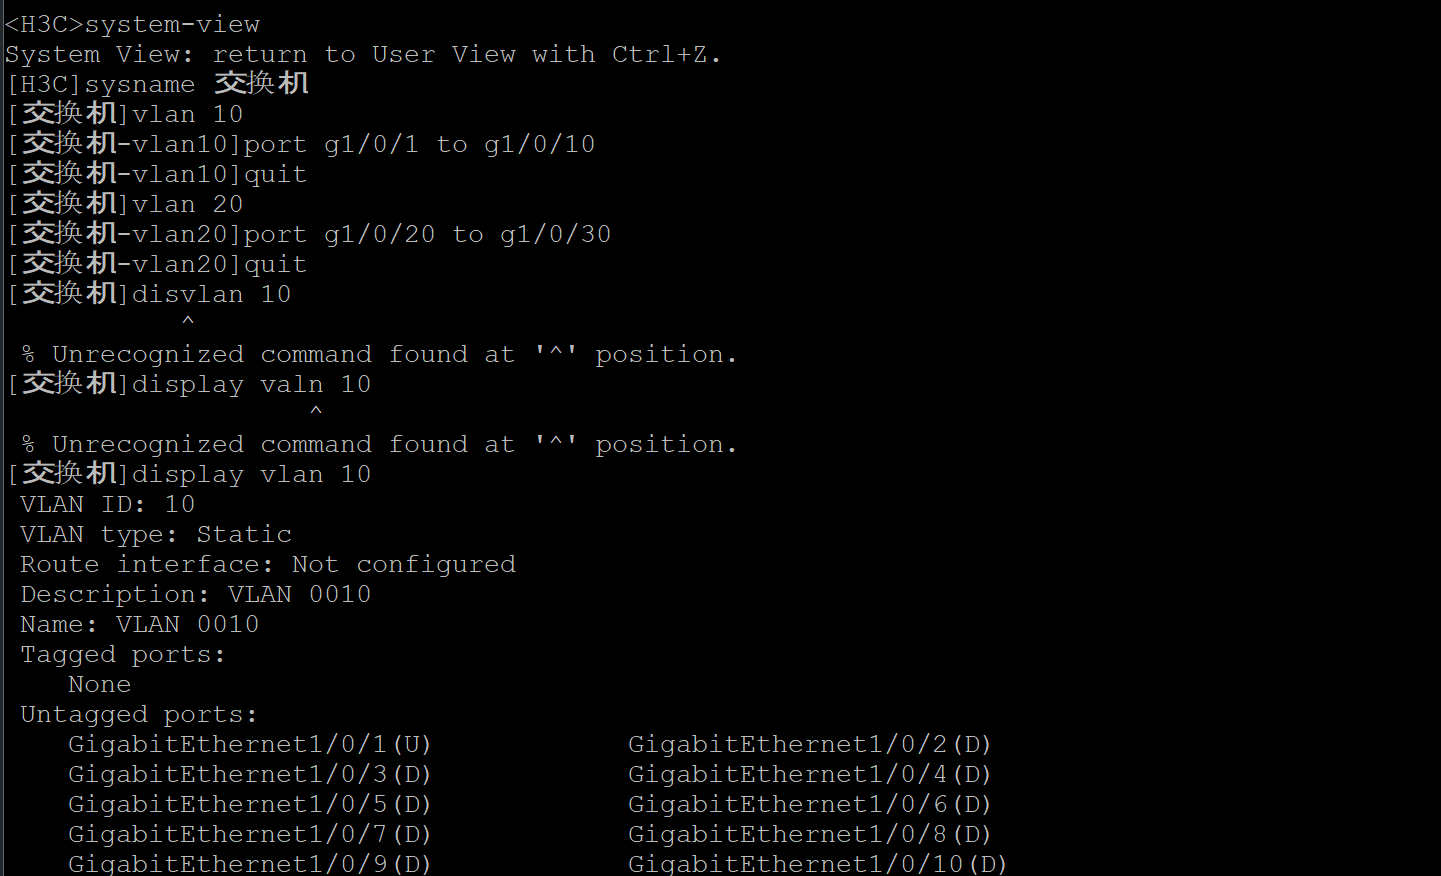 <H3C>system-view
System View: return to User View with Ctrl+Z.
[H3C]sysname 交换机
[交换机]vlan 10
[交换机-vlan10]port g1/0/1 to g1/0/10
[交换机-vlan10]quit
[交换机]vlan 20
[交换机-vlan20]port g1/0/20 to g1/0/30
[交换机-vlan20]quit
[交换机]disvlan 10
^
% Unrecognized command found at '^' position.
[交换机]display valn 10
^
% Unrecognized command found at '^' position.
[交换机]display vlan 10
VLAN ID: 10
VLAN type: Static
Route interface: Not configured
Description: VLAN 0010
Name: VLAN 0010
Tagged ports:
None
Untagged ports:
GigabitEthernet1/0/1(U) GigabitEthernet1/0/2(D)
GigabitEthernet1/0/3(D) GigabitEthernet1/0/4(D)
GigabitEthernet1/0/5(D) GigabitEthernet1/0/6(D)
GigabitEthernet1/0/7(D) GigabitEthernet1/0/8(D)
GigabitEthernet1/0/9(D) GigabitEthernet1/0/10(D)